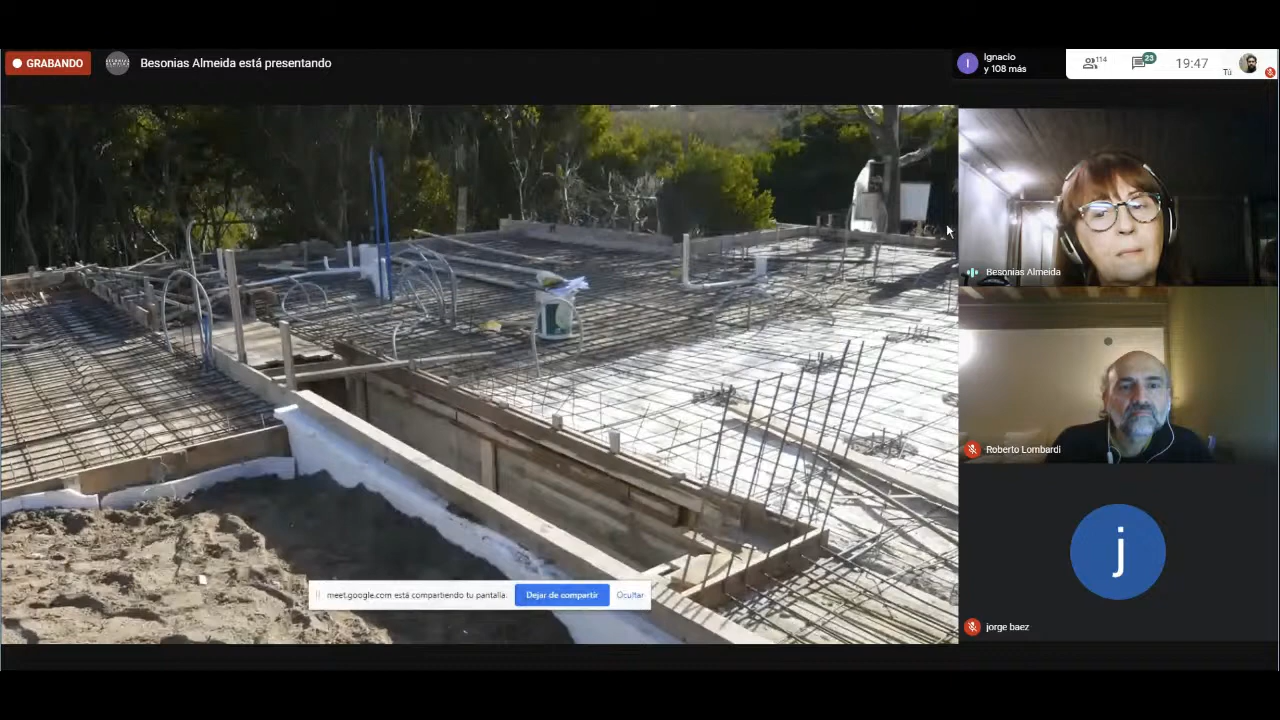 GRABANDO
Besonias Almeida está presentando
I
Ignacio
y 108 más
114
23
19:47
Tú
Besonias Almeida
Roberto Lombardi
j
jorge baez
meet.google.com está compartiendo tu pantalla.
Dejar de compartir
Ocultar